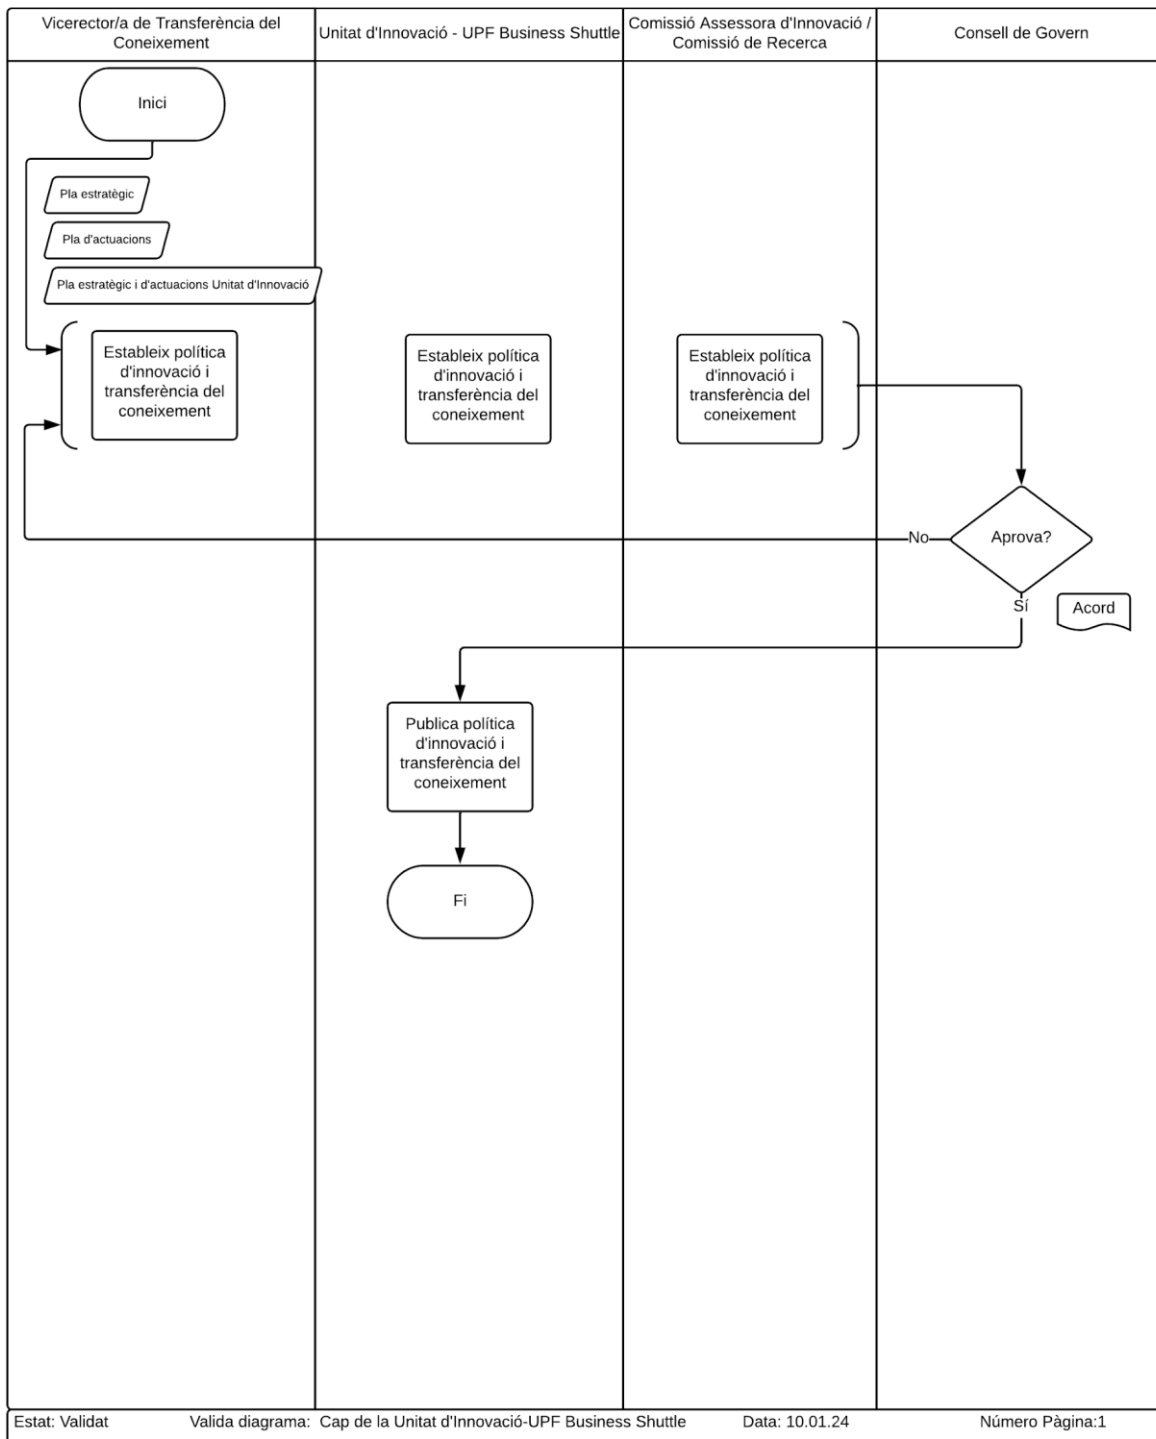 Vicerector/a de Transferència del
Coneixement
Unitat d'Innovació - UPF Business Shuttle
Comissió Assessora d'Innovació /
Comissió de Recerca
Consell de Govern
Inici
Pla estratègic
Pla d'actuacions
Pla estratègic i d'actuacions Unitat d'Innovació
Estableix política
d'innovació i
transferència del
coneixement
Estableix política
d'innovació i
transferència del
coneixement
Estableix política
d'innovació i
transferència del
coneixement
Aprova?
No
Sí
Acord
Publica política
d'innovació i
transferència del
coneixement
Fi
Estat: Validat
Valida diagrama: Cap de la Unitat d'Innovació-UPF Business Shuttle
Data: 10.01.24
Número Pàgina:1